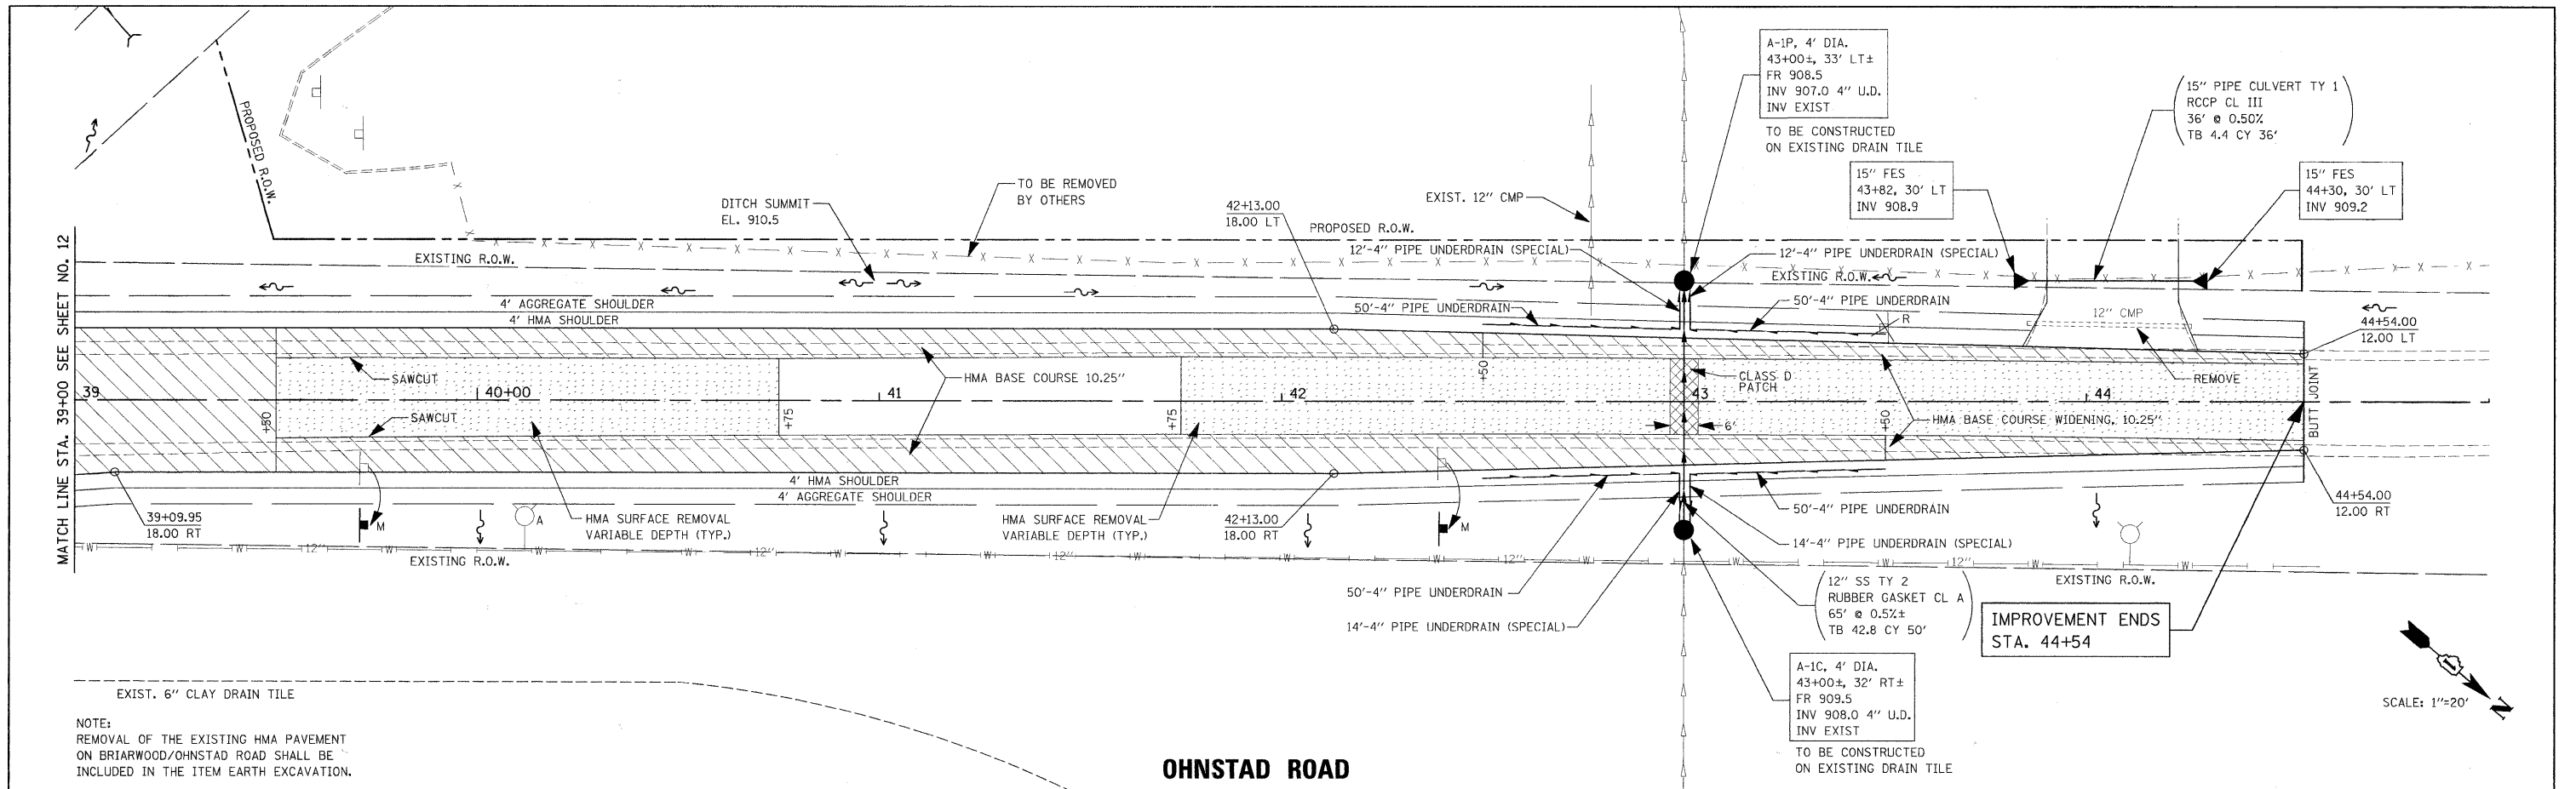 A-1P, 4' DIA.
43+00±, 33' LT±
FR 908.5
INV 907.0 4" U.D.
INV EXIST
TO BE CONSTRUCTED
ON EXISTING DRAIN TILE
15" PIPE CULVERT TY 1
RCCP CL III
36' @ 0.50%
TB 4.4 CY 36'
15" FES
43+82, 30' LT
INV 908.9
15" FES
44+30, 30' LT
INV 909.2
PROPOSED R.O.W.
TO BE REMOVED
BY OTHERS
DITCH SUMMIT
EL. 910.5
EXIST. 12" CMP
42+13.00
18.00 LT
PROPOSED R.O.W.
12'-4" PIPE UNDERDRAIN (SPECIAL)
12'-4" PIPE UNDERDRAIN (SPECIAL)
EXISTING R.O.W.
EXISTING R.O.W.
4' AGGREGATE SHOULDER
4' HMA SHOULDER
50'-4" PIPE UNDERDRAIN
50'-4" PIPE UNDERDRAIN
R
12" CMP
44+54.00
12.00 LT
MATCH LINE STA. 39+00 SEE SHEET NO. 12
SAWCUT
HMA BASE COURSE 10.25"
+50
CLASS D
PATCH
REMOVE
39
40+00
41
42
43
44
+50
SAWCUT
+75
+75
6'
+50
HMA BASE COURSE WIDENING, 10.25"
BUTT JOINT
4' HMA SHOULDER
4' AGGREGATE SHOULDER
39+09.95
18.00 RT
M
A
HMA SURFACE REMOVAL
VARIABLE DEPTH (TYP.)
HMA SURFACE REMOVAL
VARIABLE DEPTH (TYP.)
42+13.00
18.00 RT
M
50'-4" PIPE UNDERDRAIN
44+54.00
12.00 RT
14'-4" PIPE UNDERDRAIN (SPECIAL)
W W 12" W W 12" W W 12" W W 12" W W W 12" W W
EXISTING R.O.W.
EXISTING R.O.W.
50'-4" PIPE UNDERDRAIN
14'-4" PIPE UNDERDRAIN (SPECIAL)
12" SS TY 2
RUBBER GASKET CL A
65' @ 0.5%±
TB 42.8 CY 50'
IMPROVEMENT ENDS
STA. 44+54
A-1C, 4' DIA.
43+00±, 32' RT±
FR 909.5
INV 908.0 4" U.D.
INV EXIST
TO BE CONSTRUCTED
ON EXISTING DRAIN TILE
EXIST. 6" CLAY DRAIN TILE
NOTE:
REMOVAL OF THE EXISTING HMA PAVEMENT
ON BRIARWOOD/OHNSTAD ROAD SHALL BE
INCLUDED IN THE ITEM EARTH EXCAVATION.
OHNSTAD ROAD
SCALE: 1"=20'
N